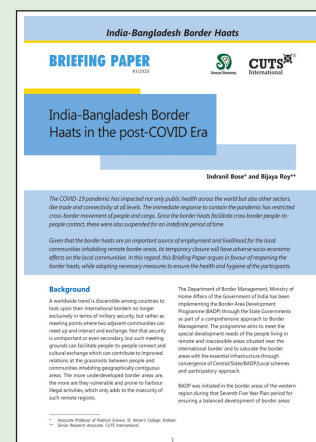 India-Bangladesh Border Haats
BRIEFING PAPER
#3/2020
CUTS®
International
India-Bangladesh Border
Haats in the post-COVID Era
Indranil Bose* and Bijaya Roy**
The COVID-19 pandemic has impacted not only public health across the world but also other sectors,
like trade and connectivity at all levels. The immediate response to contain the pandemic has restricted
cross-border movement of people and cargo. Since the border haats facilitate cross border people-to-
people contact, these were also suspended for an indefinite period of time.
Given that the border haats are an important source of employment and livelihood for the local
communities inhabiting remote border areas, its temporary closure will have adverse socio-economic
effects on the local communities. In this regard, this Briefing Paper argues in favour of reopening the
border haats, while adopting necessary measures to ensure the health and hygiene of the participants.
Background
A worldwide trend is discernible among countries to
look upon their international borders no longer
exclusively in terms of military security, but rather as
meeting points where two adjacent communities can
meet up and interact and exchange. Not that security
is unimportant or even secondary, but such meeting
grounds can facilitate people-to-people connect and
cultural exchange which can contribute to improved
relations at the grassroots between people and
communities inhabiting geographically contiguous
areas. The more underdeveloped border areas are,
the more are they vulnerable and prone to harbour
illegal activities, which only adds to the insecurity of
such remote regions.
The Department of Border Management, Ministry of
Home Affairs of the Government of India has been
implementing the Border Area Development
Programme (BADP) through the State Governments
as part of a comprehensive approach to Border
Management. The programme aims to meet the
special development needs of the people living in
remote and inaccessible areas situated near the
international border and to saturate the border
areas with the essential infrastructure through
convergence of Central/State/BADP/Local schemes
and participatory approach.
BADP was initiated in the border areas of the western
region during that Seventh Five Year Plan period for
ensuring a balanced development of border areas
* Associate Professor of Political Science, St. Xavier's College, Kolkata
** Senior Research Associate, CUTS International
1